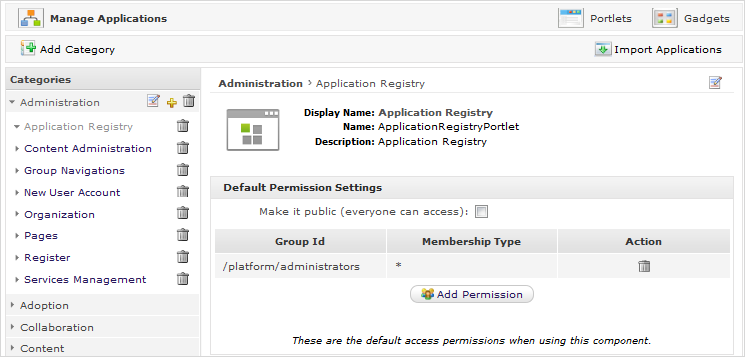 Manage Applications Portlets Gadgets
Add Category Import Applications
Categories
Administration
Application Registry
Content Administration
Group Navigations
New User Account
Organization
Pages
Register
Services Management
Adoption
Collaboration
Content
Administration Application Registry
Display Name: Application Registry
Name: ApplicationRegistryPortlet
Description: Application Registry
Default Permission Settings
Make it public (everyone can access):
Group Id Membership Type Action
/platform/administrators *
Add Permission
These are the default access permissions when using this component.